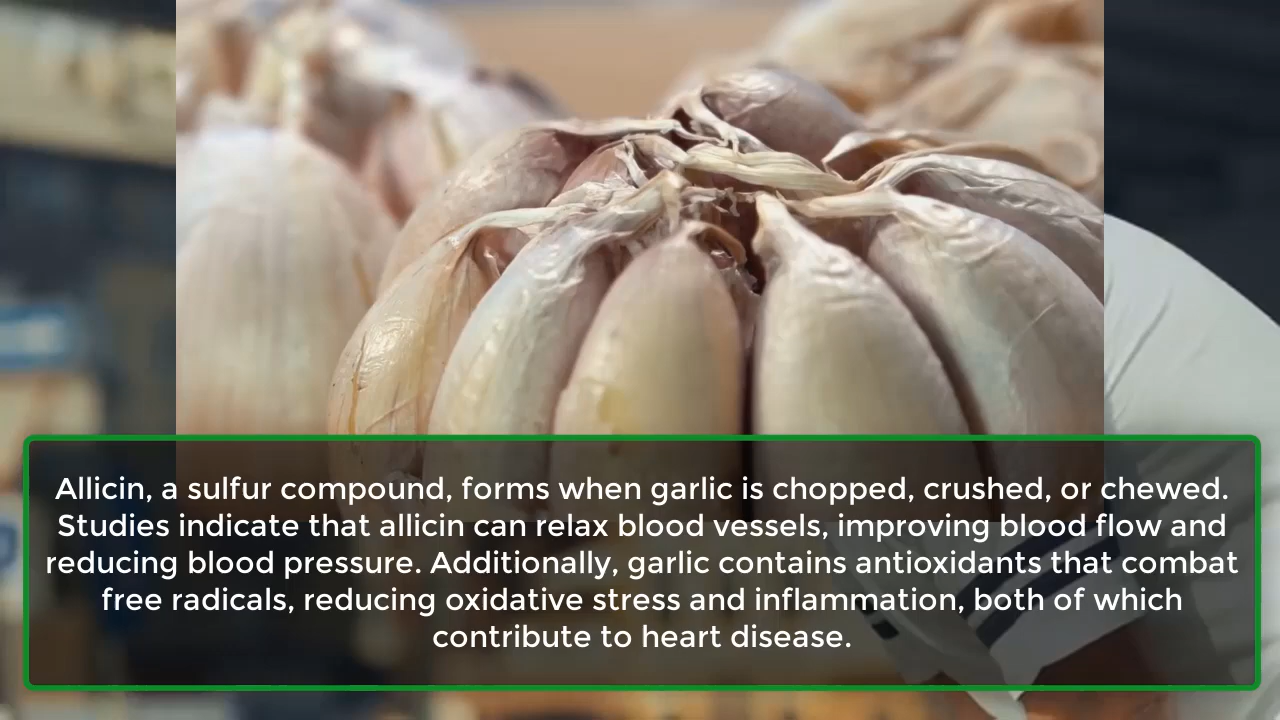 Allicin, a sulfur compound, forms when garlic is chopped, crushed, or chewed.
Studies indicate that allicin can relax blood vessels, improving blood flow and
reducing blood pressure. Additionally, garlic contains antioxidants that combat
free radicals, reducing oxidative stress and inflammation, both of which
contribute to heart disease.